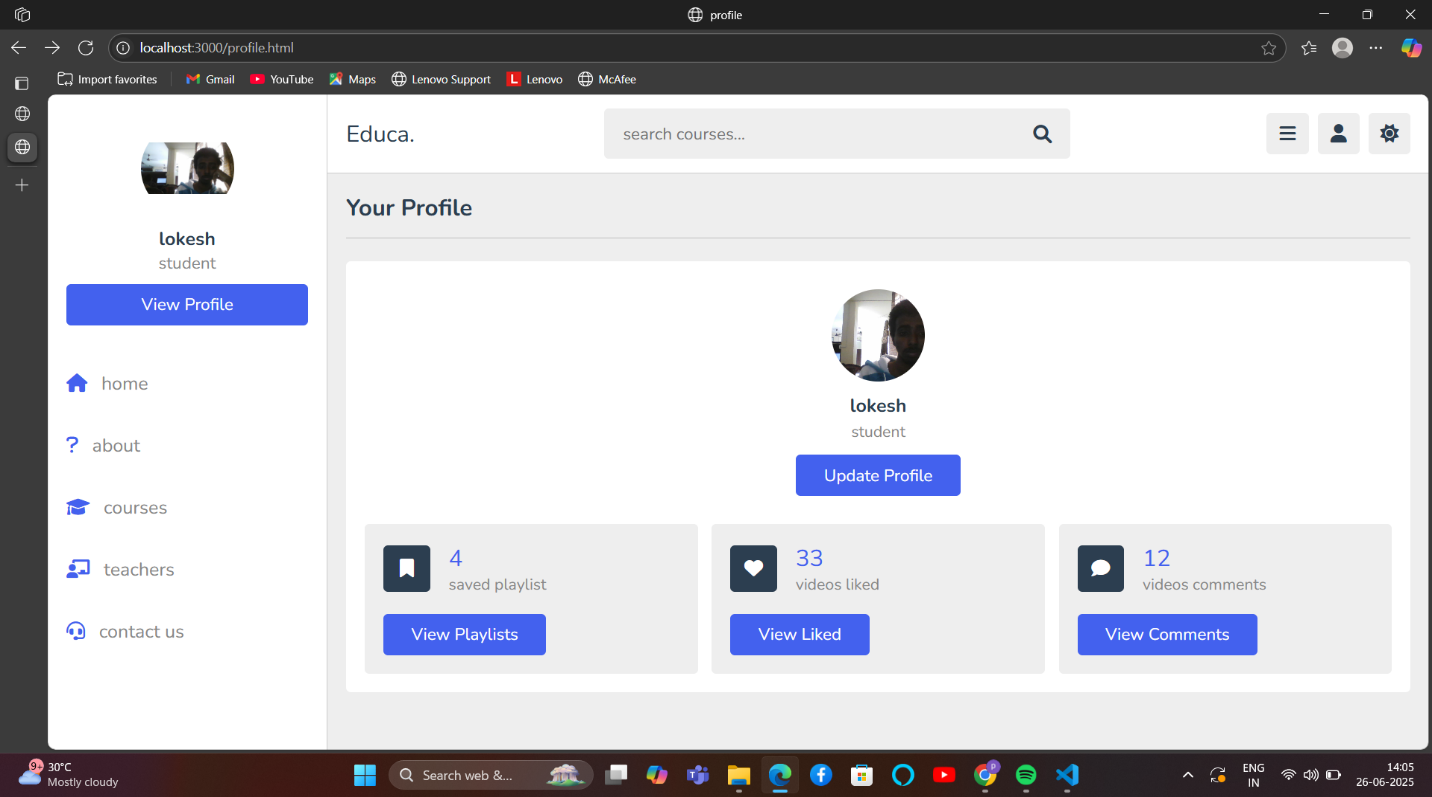 profile
localhost:3000/profile.html
Import favorites
Gmail
YouTube
Maps
Lenovo Support
L
Lenovo
McAfee
lokesh
student
View Profile
home
about
courses
teachers
contact us
Educa.
search courses...
Your Profile
lokesh
student
Update Profile
4
saved playlist
View Playlists
33
videos liked
View Liked
12
videos comments
View Comments
9+
30°C
Mostly cloudy
Search web &...
P
ENG
IN
14:05
26-06-2025